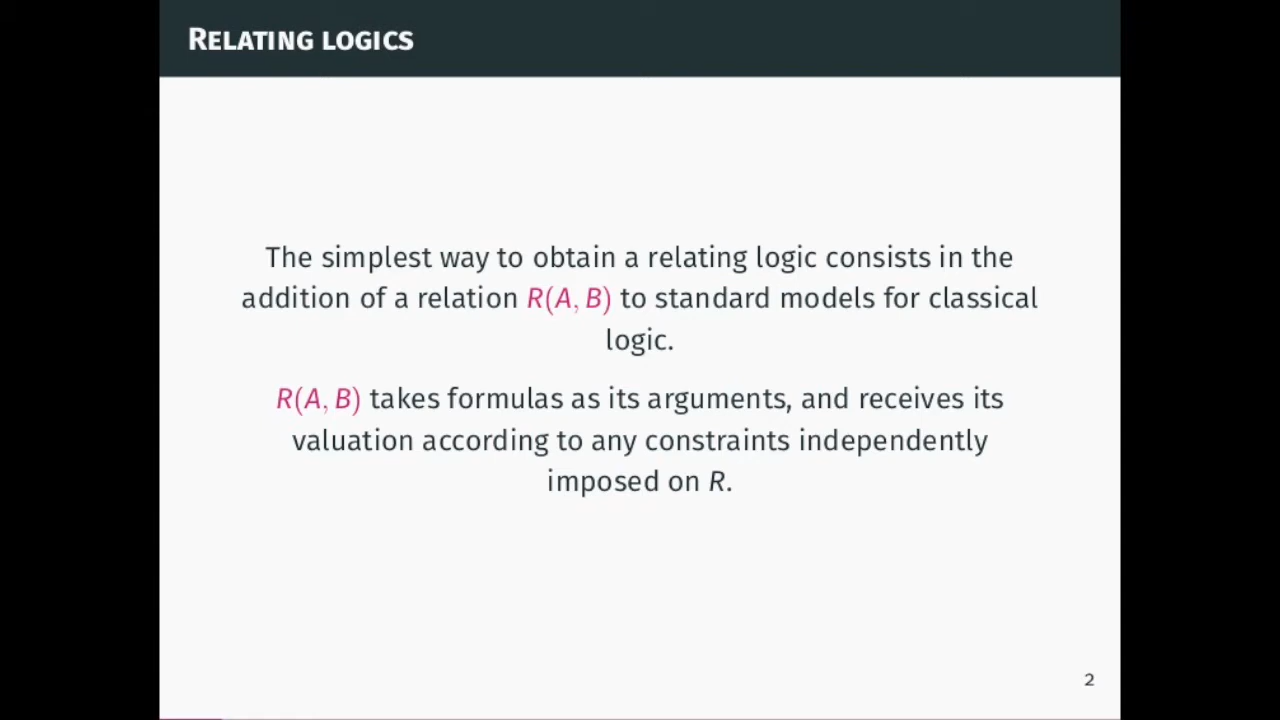 RELATING LOGICS
The simplest way to obtain a relating logic consists in the
addition of a relation R(A, B) to standard models for classical
logic.
R(A, B) takes formulas as its arguments, and receives its
valuation according to any constraints independently
imposed on R.
2